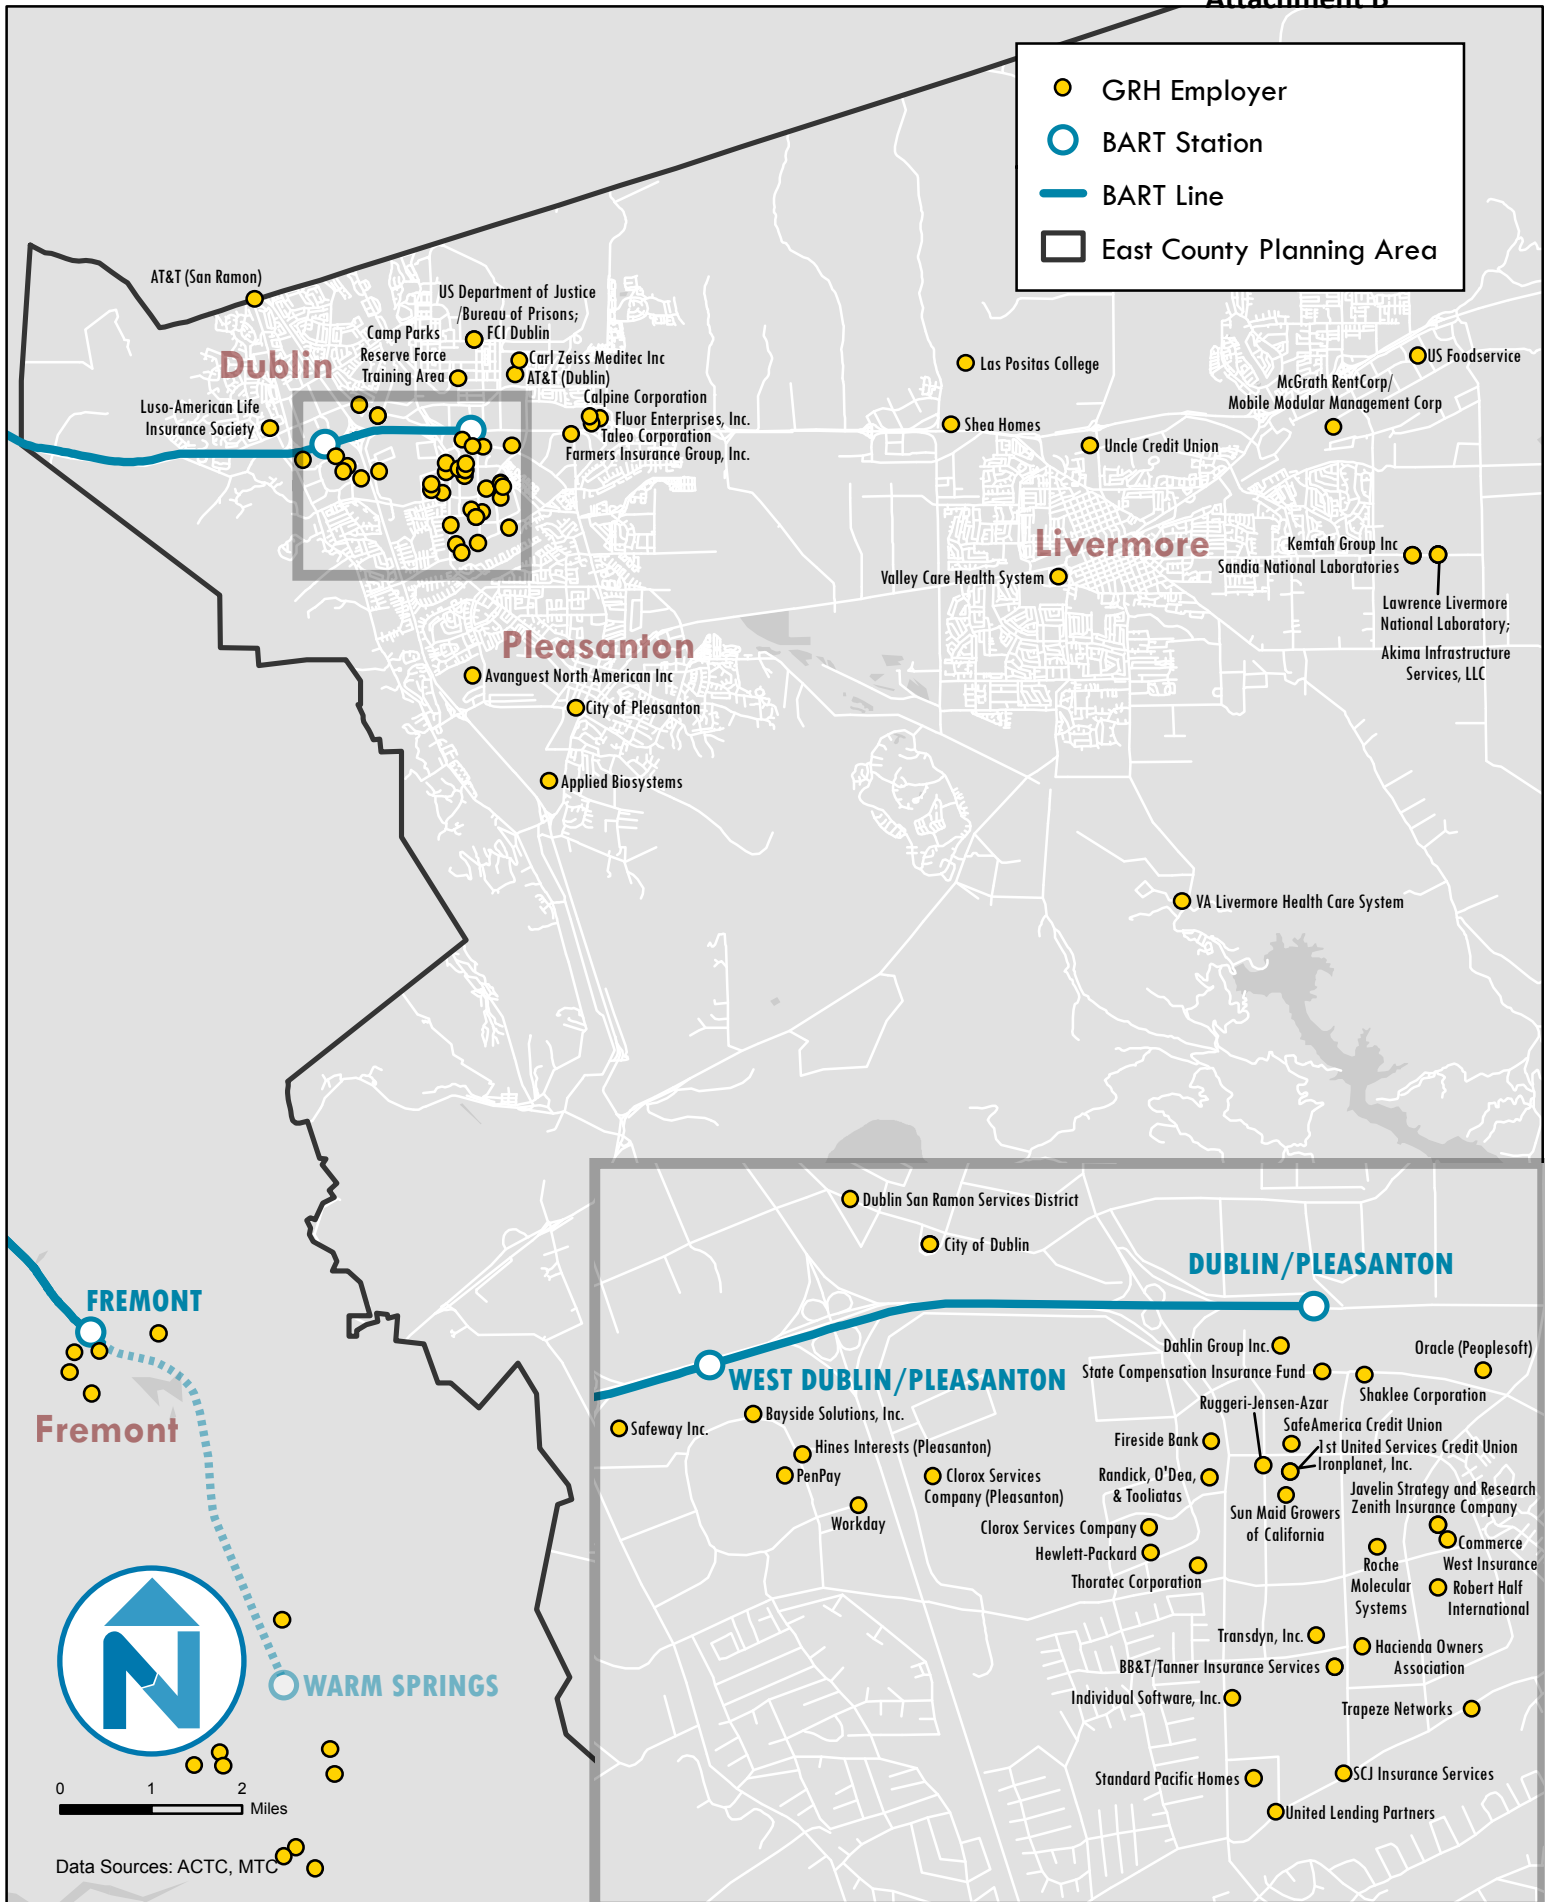 Attachment B
GRH Employer
BART Station
BART Line
East County Planning Area
AT&T (San Ramon)
US Department of Justice
/Bureau of Prisons;
FCI Dublin
Camp Parks
Reserve Force
Training Area
Carl Zeiss Meditec Inc
AT&T (Dublin)
Dublin
Luso-American Life
Insurance Society
Calpine Corporation
Fluor Enterprises, Inc.
Taleo Corporation
Farmers Insurance Group, Inc.
Las Positas College
Shea Homes
Uncle Credit Union
US Foodservice
McGrath RentCorp/
Mobile Modular Management Corp
Livermore
Valley Care Health System
Kemtah Group Inc
Sandia National Laboratories
Lawrence Livermore
National Laboratory;
Akima Infrastructure
Services, LLC
Pleasanton
Avanguest North American Inc
City of Pleasanton
Applied Biosystems
VA Livermore Health Care System
Dublin San Ramon Services District
City of Dublin
DUBLIN/PLEASANTON
WEST DUBLIN/PLEASANTON
Dahlin Group Inc.
State Compensation Insurance Fund
Oracle (Peoplesoft)
Shaklee Corporation
Ruggeri-Jensen-Azar
SafeAmerica Credit Union
1st United Services Credit Union
Ironplanet, Inc.
Safeway Inc.
Bayside Solutions, Inc.
Hines Interests (Pleasanton)
PenPay
Clorox Services
Company (Pleasanton)
Workday
Fireside Bank
Randick, O'Dea,
& Tooliatas
Sun Maid Growers
of California
Javelin Strategy and Research
Zenith Insurance Company
Commerce
West Insurance
Clorox Services Company
Hewlett-Packard
Thoratec Corporation
Roche
Molecular
Systems
Robert Half
International
Transdyn, Inc.
Hacienda Owners
Association
BB&T/Tanner Insurance Services
Individual Software, Inc.
Trapeze Networks
Standard Pacific Homes
SCJ Insurance Services
United Lending Partners
FREMONT
Fremont
WARM SPRINGS
N
0 1 2
Miles
Data Sources: ACTC, MTC